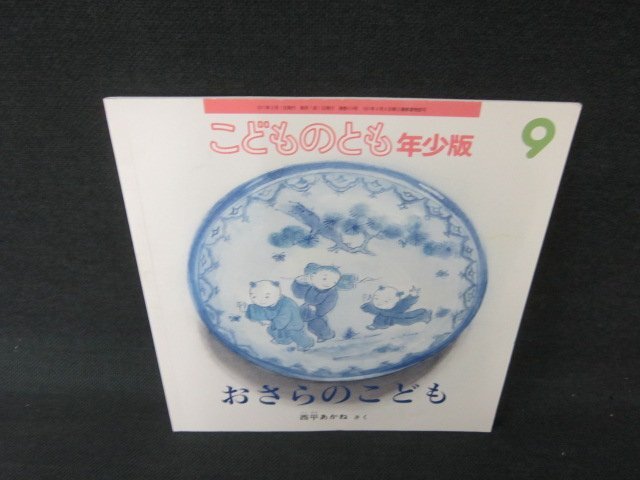 こどものとも 年少版
9
おさらのこども
西平あかね さく